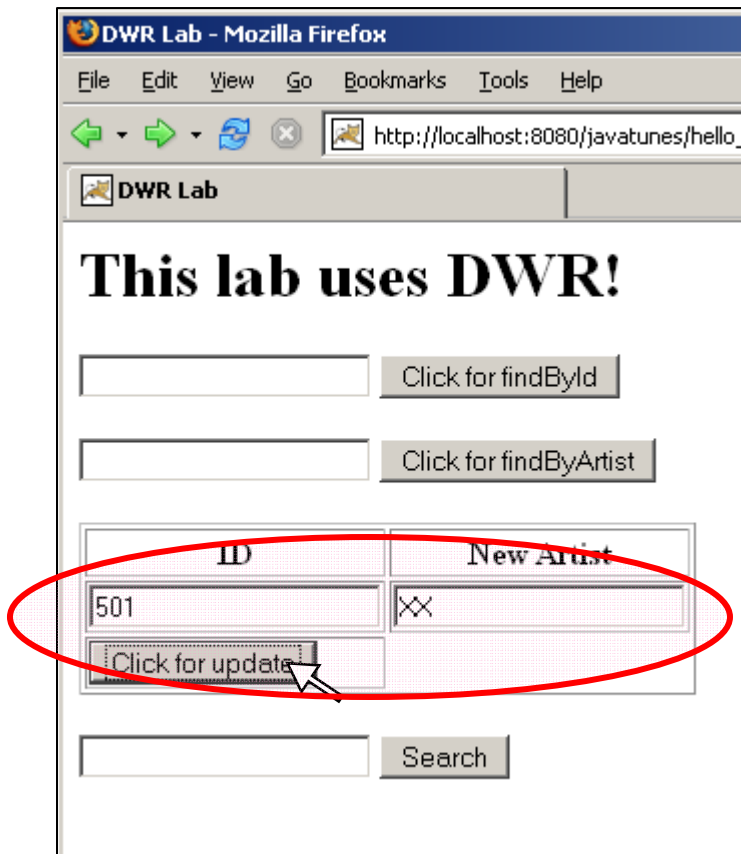 DWR Lab - Mozilla Firefox
File Edit View Go Bookmarks Tools Help
http://localhost:8080/javatunes/hello_
DWR Lab
This lab uses DWR!
Click for findById
Click for findByArtist
ID New Artist
501 XX
Click for update
Search